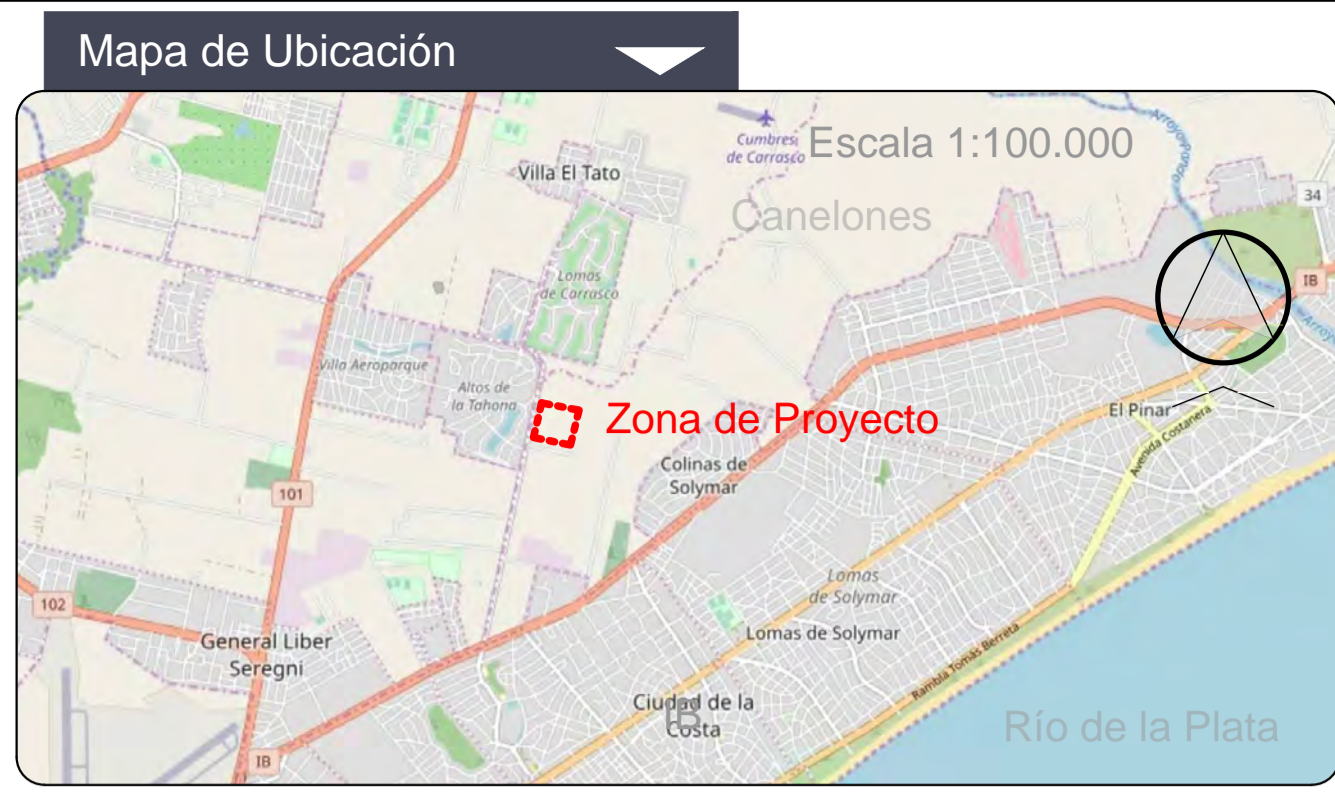 Mapa de Ubicación
Cumbres
de Carrasco
Escala 1:100.000
Arroyo Pando
Villa El Tato
34
Canelones
Lomas
de Carrasco
IB
Arroyo
Villa Aeroparque
Altos de
la Tahona
Zona de Proyecto
El Pinar
Avenida Costanera
Colinas de
Solymar
101
Lomas
de Solymar
102
General Liber
Seregni
Lomas de Solymar
Rambla Tomás Berreta
Ciudad de la
Costa
IB
Río de la Plata
IB